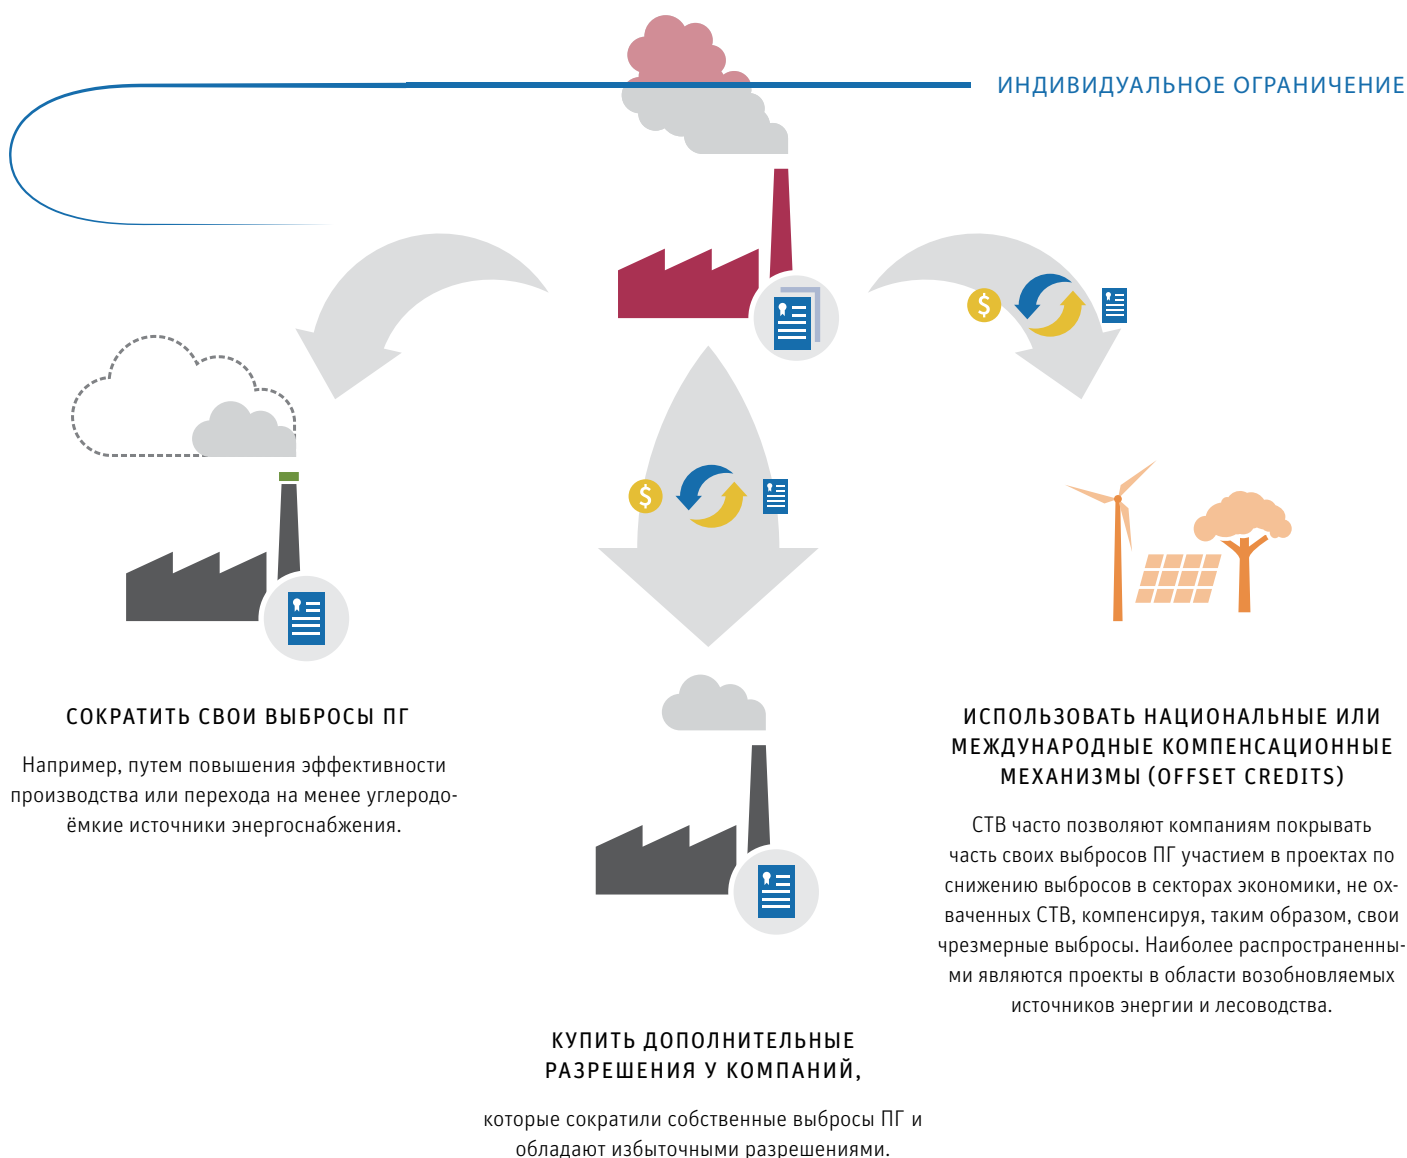 ИНДИВИДУАЛЬНОЕ ОГРАНИЧЕНИЕ
$
$
СОКРАТИТЬ СВОИ ВЫБРОСЫ ПГ
Например, путем повышения эффективности
производства или перехода на менее углеродо-
ёмкие источники энергоснабжения.
КУПИТЬ ДОПОЛНИТЕЛЬНЫЕ
РАЗРЕШЕНИЯ У КОМПАНИЙ,
которые сократили собственные выбросы ПГ и
обладают избыточными разрешениями.
ИСПОЛЬЗОВАТЬ НАЦИОНАЛЬНЫЕ ИЛИ
МЕЖДУНАРОДНЫЕ КОМПЕНСАЦИОННЫЕ
МЕХАНИЗМЫ (OFFSET CREDITS)
СТВ часто позволяют компаниям покрывать
часть своих выбросов ПГ участием в проектах по
снижению выбросов в секторах экономики, не ох-
ваченных СТВ, компенсируя, таким образом, свои
чрезмерные выбросы. Наиболее распространенны-
ми являются проекты в области возобновляемых
источников энергии и лесоводства.